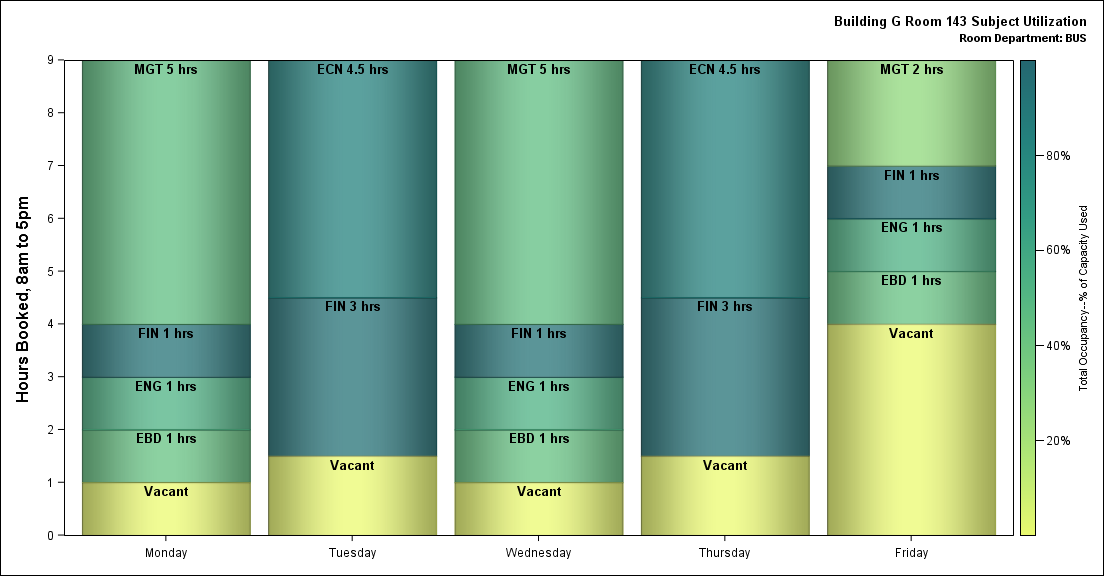 Building G Room 143 Subject Utilization
Room Department: BUS
Hours Booked, 8am to 5pm
9
8
7
6
5
4
3
2
1
0
MGT 5 hrs
FIN 1 hrs
ENG 1 hrs
EBD 1 hrs
Vacant
ECN 4.5 hrs
FIN 3 hrs
Vacant
MGT 5 hrs
FIN 1 hrs
ENG 1 hrs
EBD 1 hrs
Vacant
ECN 4.5 hrs
FIN 3 hrs
Vacant
MGT 2 hrs
FIN 1 hrs
ENG 1 hrs
EBD 1 hrs
Vacant
Monday
Tuesday
Wednesday
Thursday
Friday
80%
60%
40%
20%
Total Occupancy--% of Capacity Used